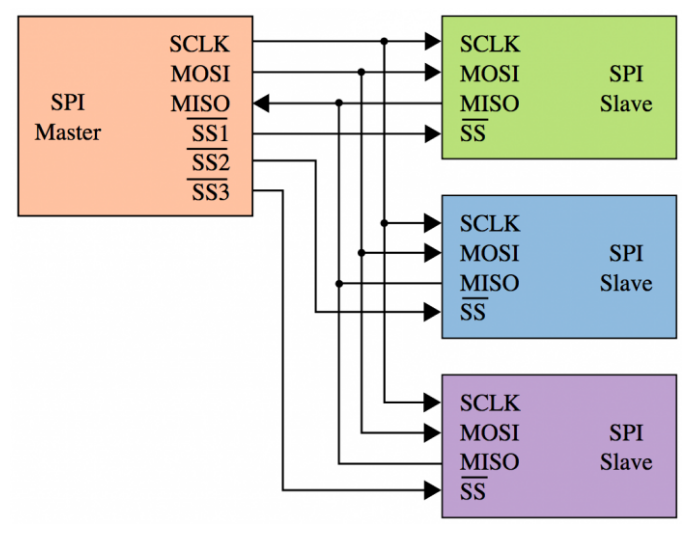 SPI
Master
SCLK
MOSI
MISO
SS1
SS2
SS3
SCLK
MOSI SPI
MISO Slave
SS
SCLK
MOSI SPI
MISO Slave
SS
SCLK
MOSI SPI
MISO Slave
SS